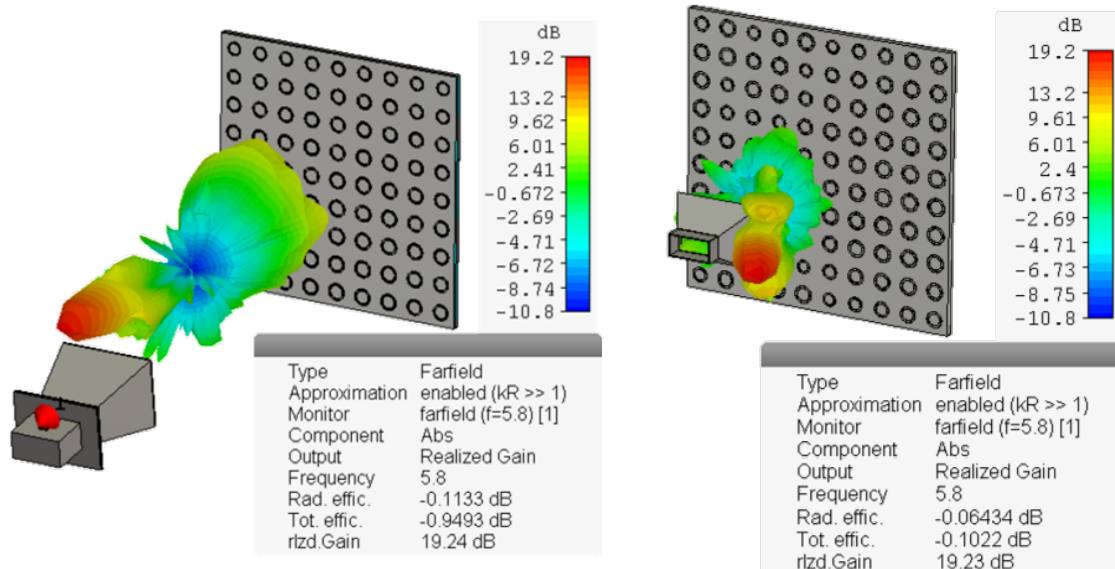 dB
19.2
13.2
9.62
6.01
2.41
-0.672
-2.69
-4.71
-6.72
-8.74
-10.8
Type Farfield
Approximation enabled (kR >> 1)
Monitor farfield (f=5.8) [1]
Component Abs
Output Realized Gain
Frequency 5.8
Rad. effic. -0.1133 dB
Tot. effic. -0.9493 dB
rlzd.Gain 19.24 dB
dB
19.2
13.2
9.61
6.01
2.4
-0.673
-2.69
-4.71
-6.73
-8.75
-10.8
Type Farfield
Approximation enabled (kR >> 1)
Monitor farfield (f=5.8) [1]
Component Abs
Output Realized Gain
Frequency 5.8
Rad. effic. -0.06434 dB
Tot. effic. -0.1022 dB
rlzd.Gain 19.23 dB